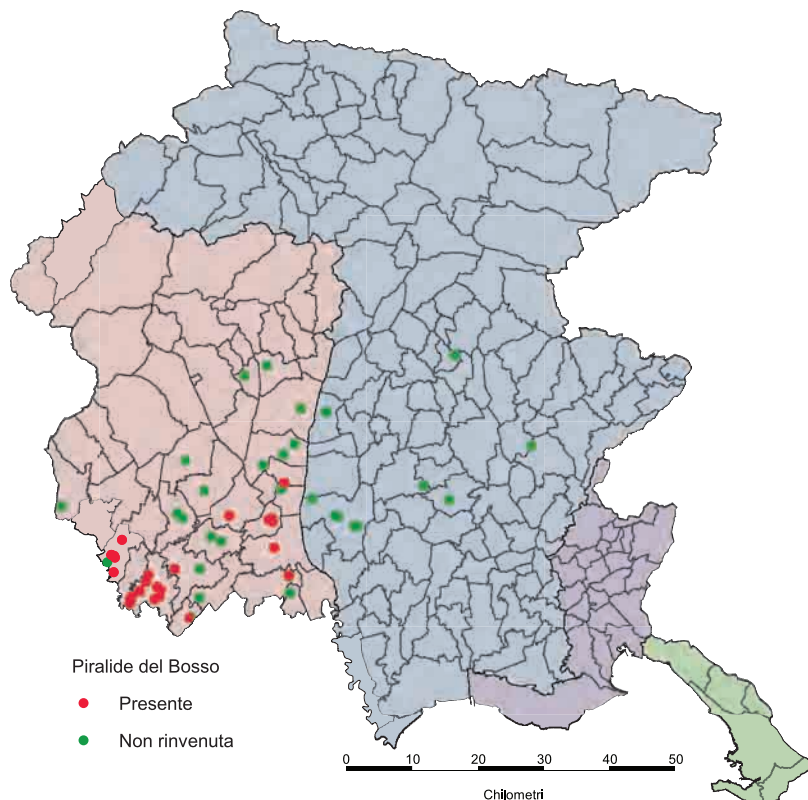 Piralide del Bosso
Presente
Non rinvenuta
0 10 20 30 40 50
Chilometri